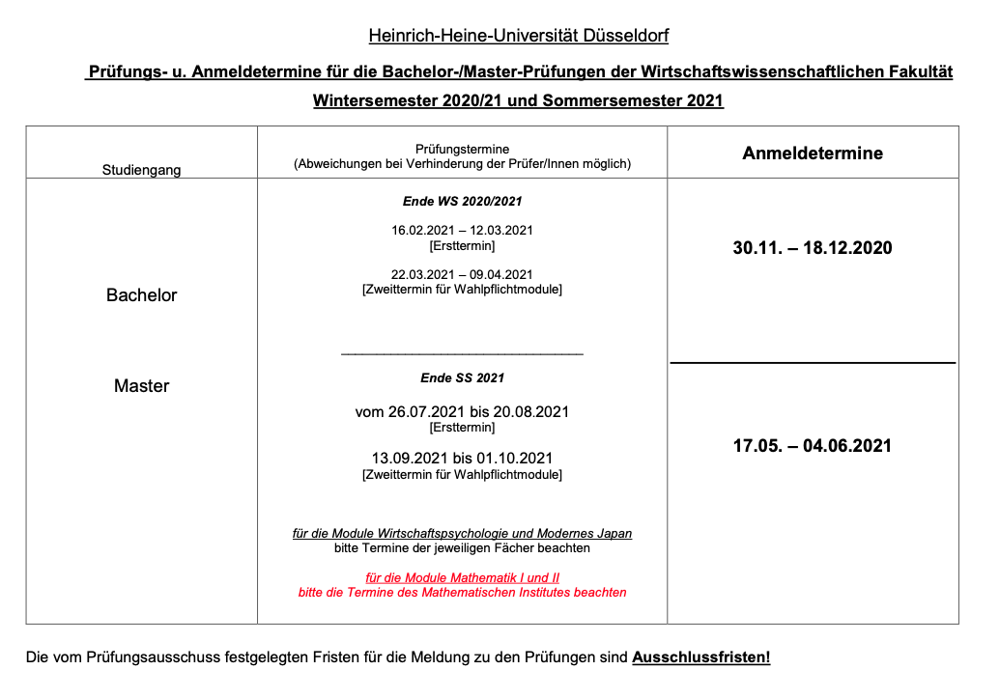 Heinrich-Heine-Universität Düsseldorf
Prüfungs- u. Anmeldetermine für die Bachelor-/Master-Prüfungen der Wirtschaftswissenschaftlichen Fakultät
Wintersemester 2020/21 und Sommersemester 2021
Studiengang
Prüfungstermine
(Abweichungen bei Verhinderung der Prüfer/Innen möglich)
Anmeldetermine
Bachelor
Master
Ende WS 2020/2021
16.02.2021 – 12.03.2021
[Ersttermin]
22.03.2021 – 09.04.2021
[Zweittermin für Wahlpflichtmodule]
Ende SS 2021
vom 26.07.2021 bis 20.08.2021
[Ersttermin]
13.09.2021 bis 01.10.2021
[Zweittermin für Wahlpflichtmodule]
für die Module Wirtschaftspsychologie und Modernes Japan
bitte Termine der jeweiligen Fächer beachten
für die Module Mathematik I und II
bitte die Termine des Mathematischen Institutes beachten
30.11. – 18.12.2020
17.05. – 04.06.2021
Die vom Prüfungsausschuss festgelegten Fristen für die Meldung zu den Prüfungen sind Ausschlussfristen!